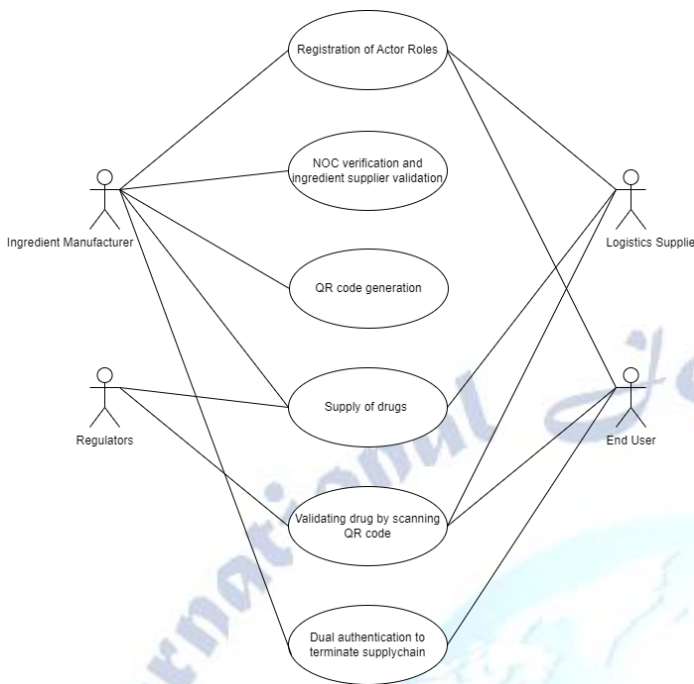 Registration of Actor Roles
NOC verification and
ingredient supplier validation
Ingredient Manufacturer
Logistics Supplie
QR code generation
Supply of drugs
Regulators
End User
Validating drug by scanning
QR code
Dual authentication to
terminate supplychain